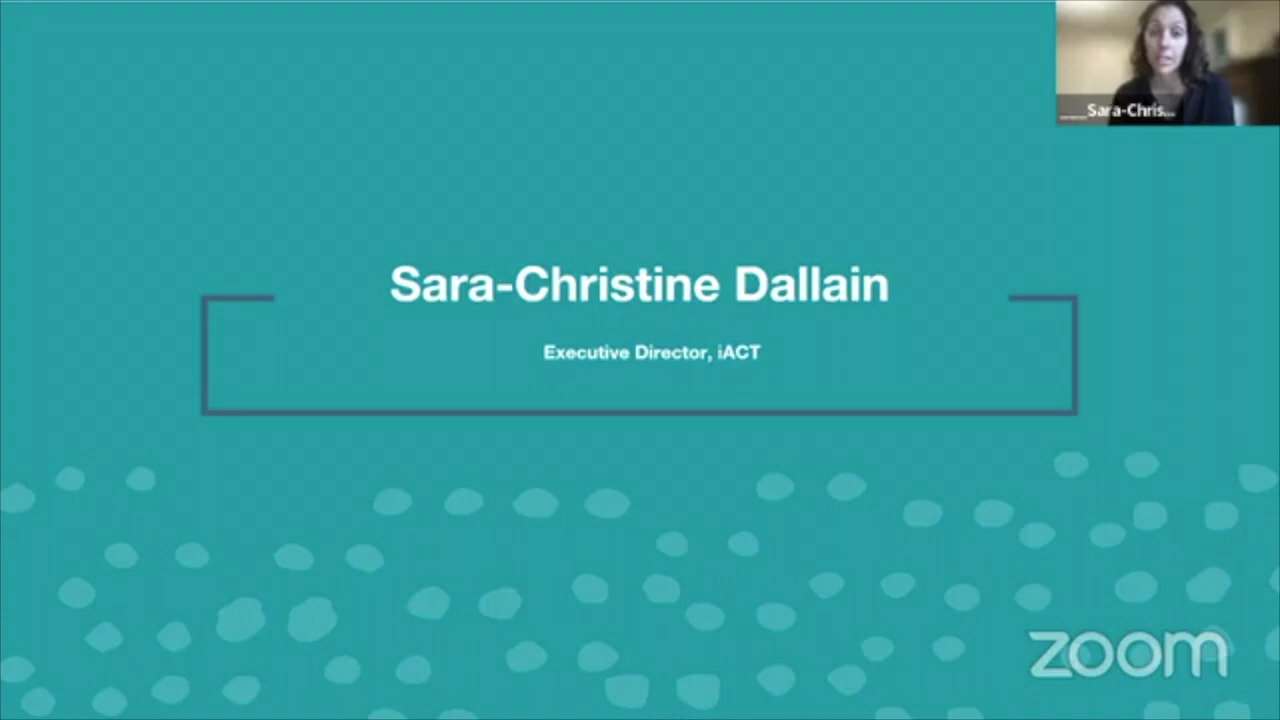 Sara-Chris...
Sara-Christine Dallain
Executive Director, iACT
zoom